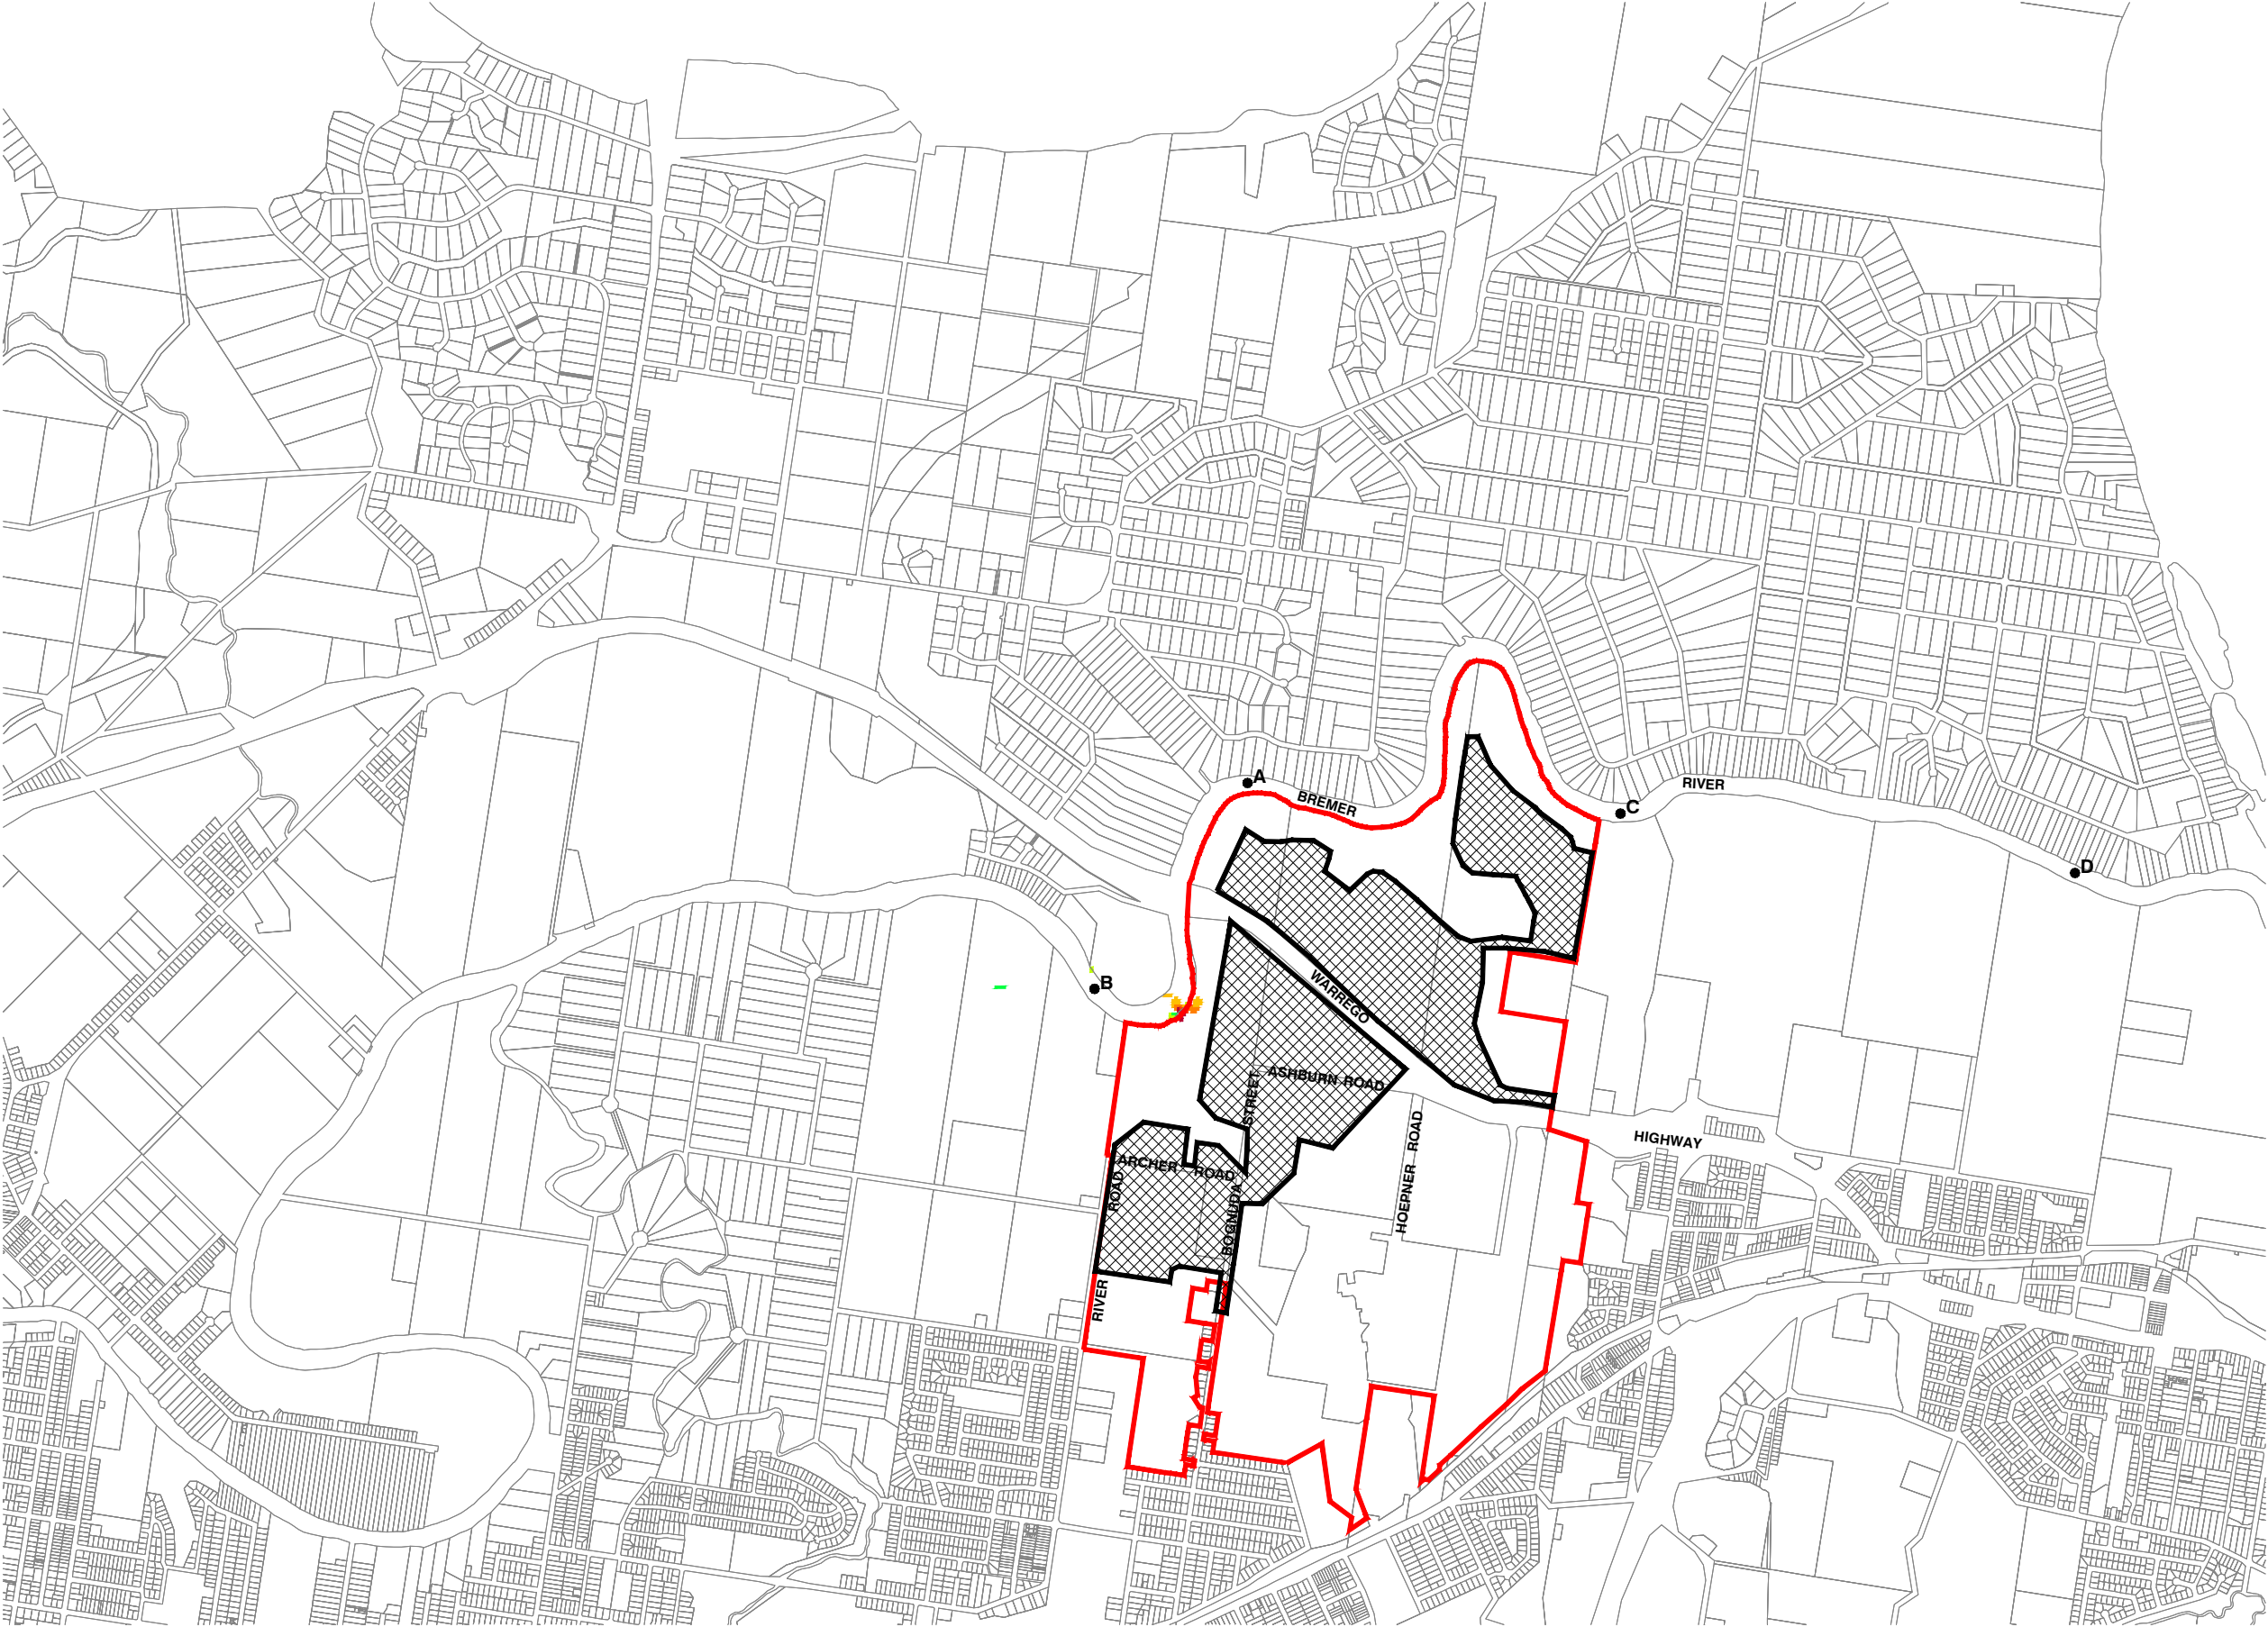 A
BREMER
RIVER
C
D
B
WARREGO
ASHBURN ROAD
STREET
HIGHWAY
ARCHER ROAD
HOEPNER ROAD
ROAD
BOGNUDA
RIVER